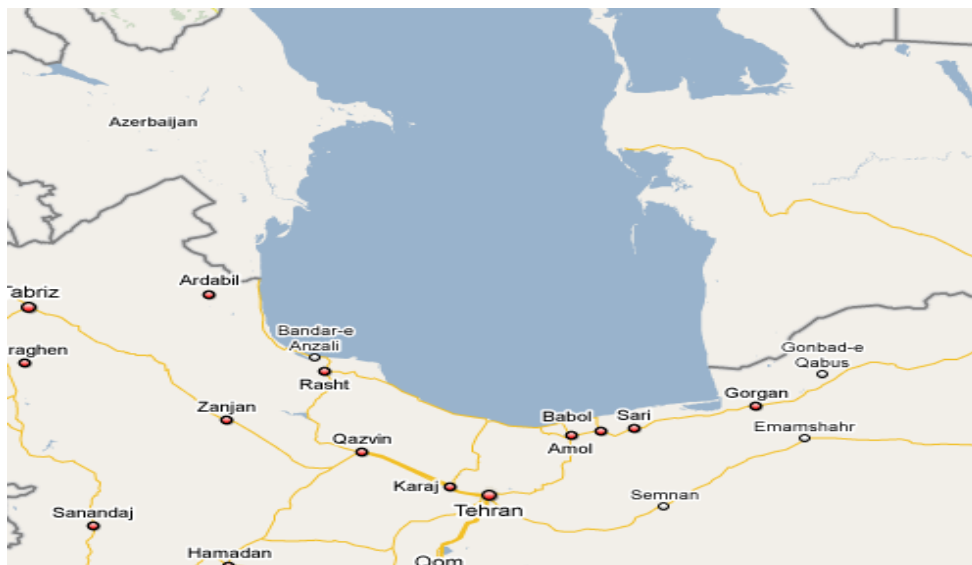 Azerbaijan
Ardabil
Tabriz
Bandar-e
Anzali
raghen
Rasht
Gonbad-e
Qabus
Zanjan
Gorgan
Babol
Sari
Emamshahr
Qazvin
Amol
Karaj
Semnan
Tehran
Sanandaj
Hamadan
Qom